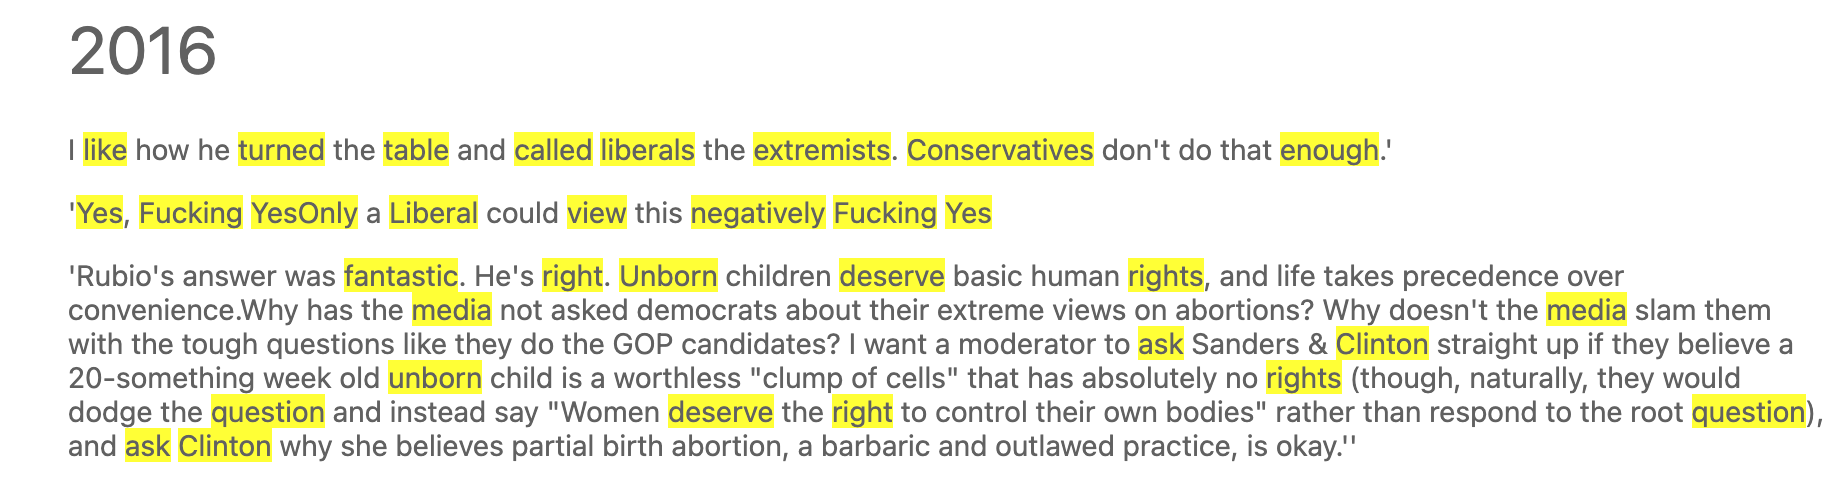 2016
I like how he turned the table and called liberals the extremists. Conservatives don't do that enough.'
'Yes, Fucking YesOnly a Liberal could view this negatively Fucking Yes
'Rubio's answer was fantastic. He's right. Unborn children deserve basic human rights, and life takes precedence over
convenience.Why has the media not asked democrats about their extreme views on abortions? Why doesn't the media slam them
with the tough questions like they do the GOP candidates? I want a moderator to ask Sanders & Clinton straight up if they believe a
20-something week old unborn child is a worthless "clump of cells" that has absolutely no rights (though, naturally, they would
dodge the question and instead say "Women deserve the right to control their own bodies" rather than respond to the root question),
and ask Clinton why she believes partial birth abortion, a barbaric and outlawed practice, is okay.''